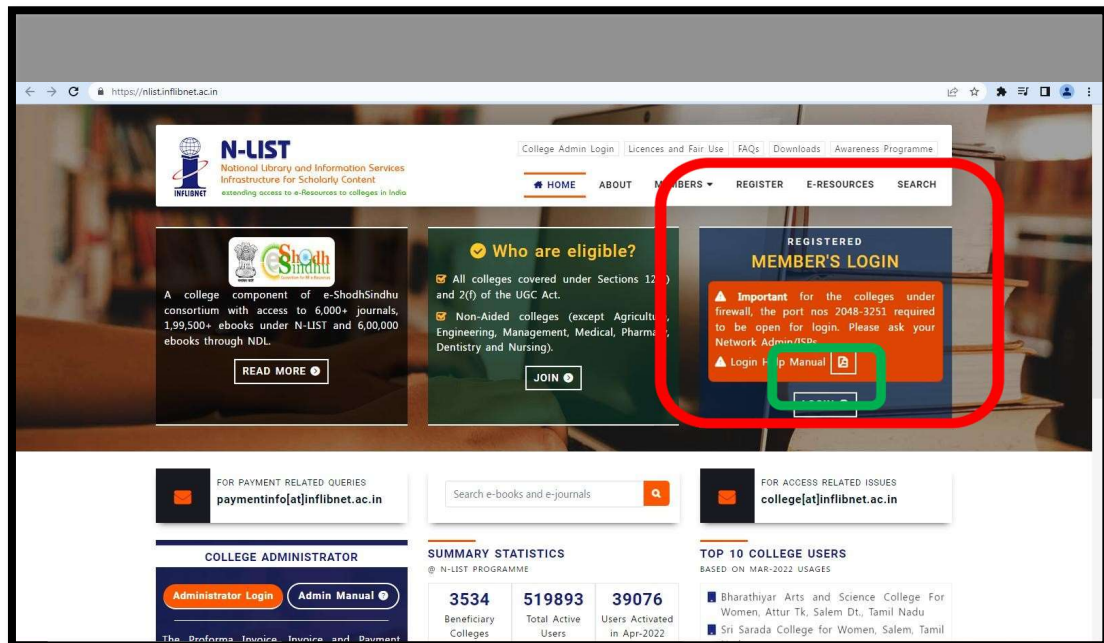 https://nlist.inflibnet.ac.in
N-LIST
National Library and Information Services
Infrastructure for Scholarly Content
extending access to e-Resources to colleges in India
INFLIBNET
College Admin Login
Licences and Fair Use
FAQs
Downloads
Awareness Programme
HOME
ABOUT
REGISTER
E-RESOURCES
SEARCH
Shodh
Sindhu
A college component of e-ShodhSindhu
consortium with access to 6,000+ journals,
1,99,500+ ebooks under N-LIST and 6,00,000
ebooks through NDL.
READ MORE
Who are eligible?
All colleges covered under Sections
and 2(f) of the UGC Act.
Non-Aided colleges (except
Engineering, Management, Medical,
Dentistry and Nursing).
JOIN
REGISTERED
MEMBER'S LOGIN
Important for the colleges under
firewall, the port nos 2048-3251 required
to be open for login. Please ask your
Network Admin/ISPs
Login Help Manual
FOR PAYMENT RELATED QUERIES
paymentinfo[at]inflibnet.ac.in
Search e-books and e-journals
FOR ACCESS RELATED ISSUES
college[at]inflibnet.ac.in
COLLEGE ADMINISTRATOR
Administrator Login
Admin Manual
The Proforma Invoice, Invoice and Payment
SUMMARY STATISTICS
@ N-LIST PROGRAMME
3534
Beneficiary
Colleges
519893
Total Active
Users
39076
Users Activated
in Apr-2022
TOP 10 COLLEGE USERS
BASED ON MAR-2022 USAGES
Bharathiyar Arts and Science College For
Women, Attur Tk, Salem Dt., Tamil Nadu
Sri Sarada College for Women, Salem, Tamil